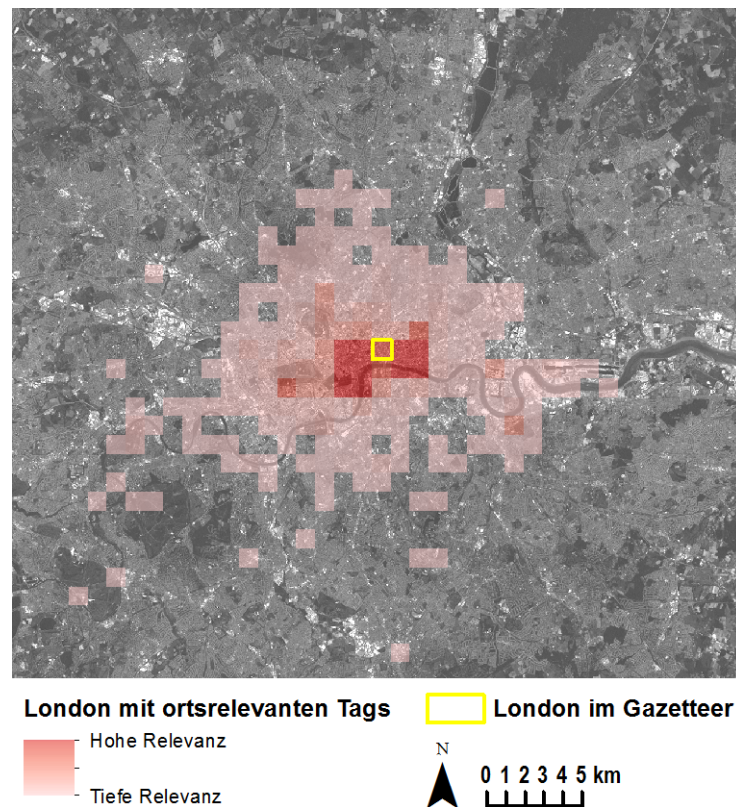 London mit ortsrelevanten Tags
Hohe Relevanz
Tiefe Relevanz
London im Gazetteer
N
0 1 2 3 4 5 km